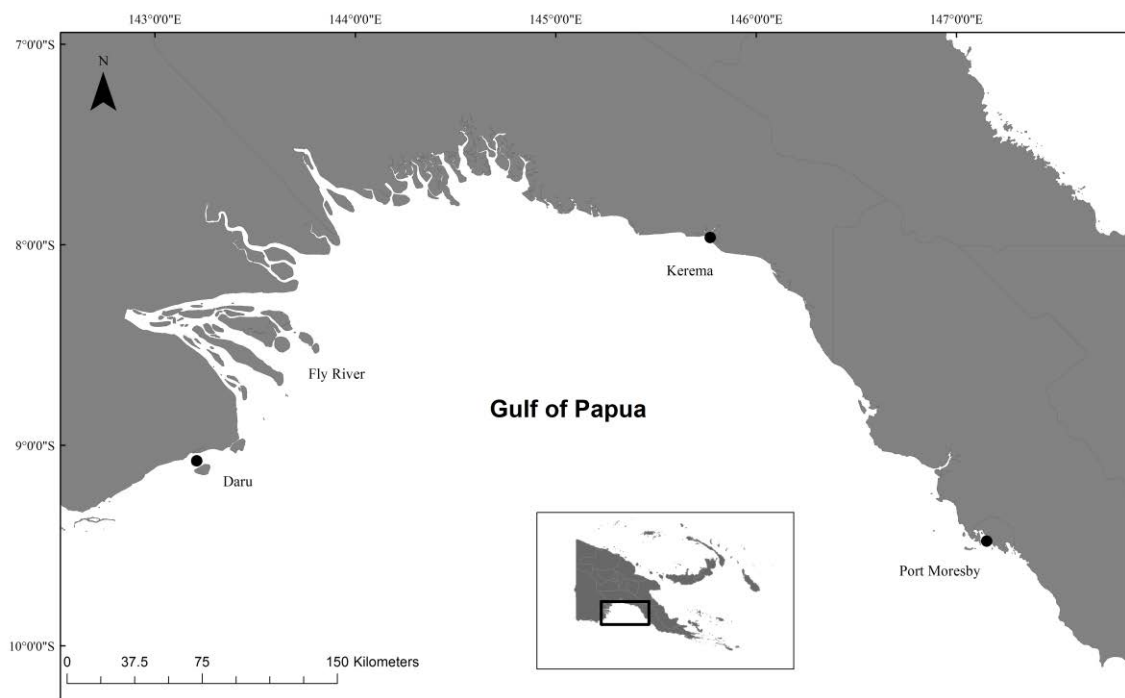 143°0'0"E 144°0'0"E 145°0'0"E 146°0'0"E 147°0'0"E
7°0'0"S
N
8°0'0"S
Kerema
Fly River
Gulf of Papua
9°0'0"S
Daru
Port Moresby
10°0'0"S
0 37.5 75 150 Kilometers